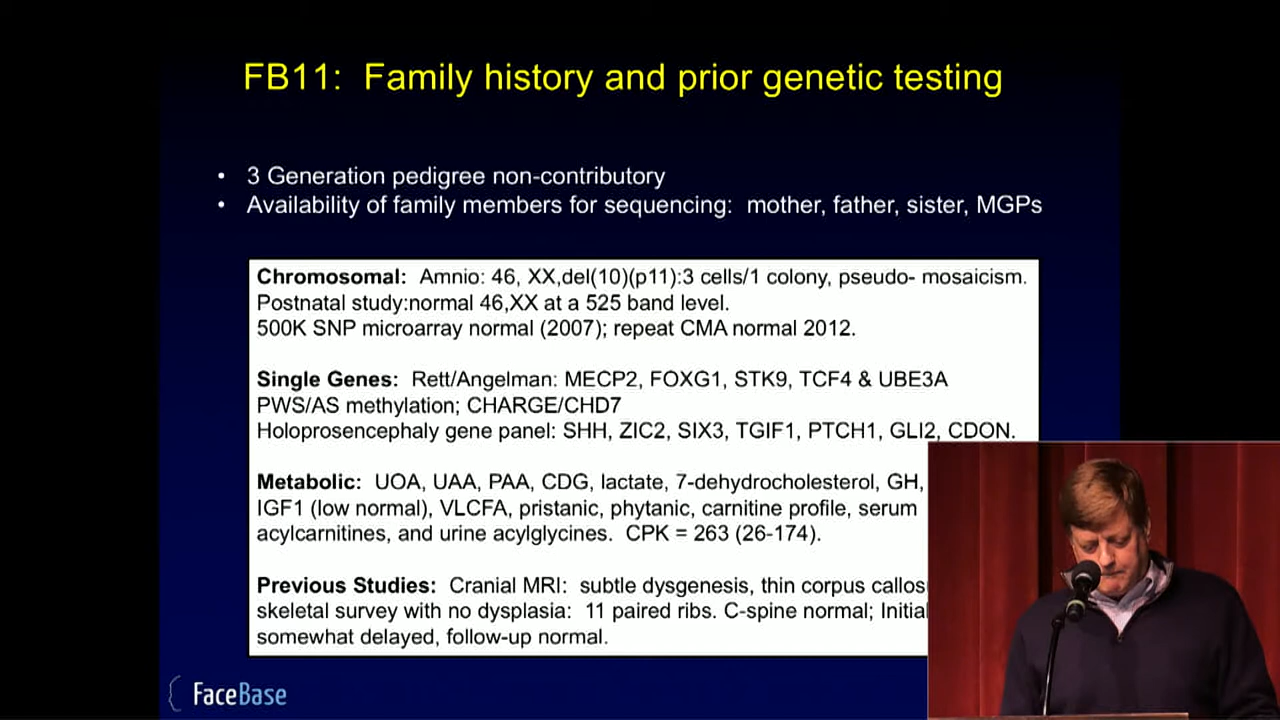 FB11: Family history and prior genetic testing
• 3 Generation pedigree non-contributory
• Availability of family members for sequencing: mother, father, sister, MGPs
Chromosomal: Amnio: 46, XX,del(10)(p11):3 cells/1 colony, pseudo- mosaicism.
Postnatal study:normal 46,XX at a 525 band level.
500K SNP microarray normal (2007); repeat CMA normal 2012.
Single Genes: Rett/Angelman: MECP2, FOXG1, STK9, TCF4 & UBE3A
PWS/AS methylation; CHARGE/CHD7
Holoprosencephaly gene panel: SHH, ZIC2, SIX3, TGIF1, PTCH1, GLI2, CDON.
Metabolic: UOA, UAA, PAA, CDG, lactate, 7-dehydrocholesterol, GH,
IGF1 (low normal), VLCFA, pristanic, phytanic, carnitine profile, serum
acylcarnitines, and urine acylglycines. CPK = 263 (26-174).
Previous Studies: Cranial MRI: subtle dysgenesis, thin corpus
skeletal survey with no dysplasia: 11 paired ribs. C-spine normal;
somewhat delayed, follow-up normal.
FaceBase